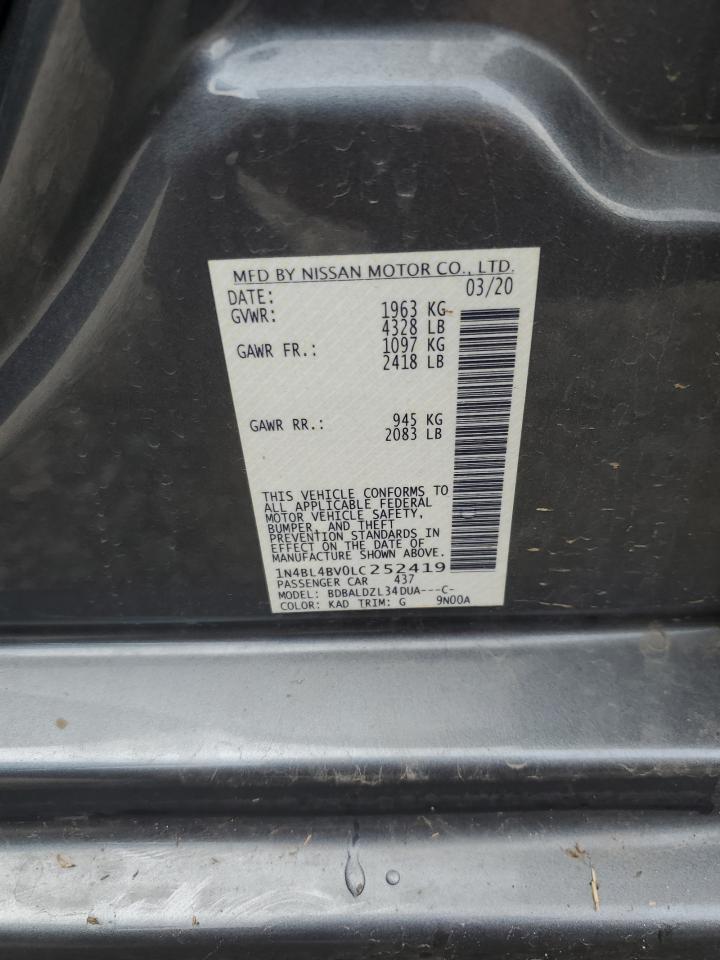 MFD BY NISSAN MOTOR CO., LTD.
DATE: 03/20
GVWR: 1963 KG
4328 LB
GAWR FR.: 1097 KG
2418 LB
GAWR RR.: 945 KG
2083 LB
THIS VEHICLE CONFORMS TO
ALL APPLICABLE FEDERAL
MOTOR VEHICLE SAFETY,
BUMPER, AND THEFT
PREVENTION STANDARDS IN
EFFECT ON THE DATE OF
MANUFACTURE SHOWN ABOVE.
1N4BL4BV0LC252419
PASSENGER CAR 437
MODEL: BDBALDZL34DUA---C-
COLOR: KAD TRIM: G 9N00A